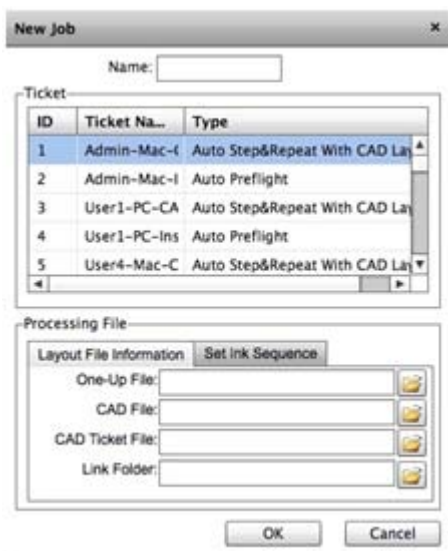 New Job ×
Name:
Ticket
ID Ticket Na... Type
1 Admin-Mac-( Auto Step&Repeat With CAD Lay
2 Admin-Mac-I Auto Preflight
3 User1-PC-CA Auto Step&Repeat With CAD Lay
4 User1-PC-Ins Auto Preflight
5 User4-Mac-C Auto Step&Repeat With CAD Lay
Processing File
Layout File Information Set Ink Sequence
One-Up File:
CAD File:
CAD Ticket File:
Link Folder:
OK Cancel